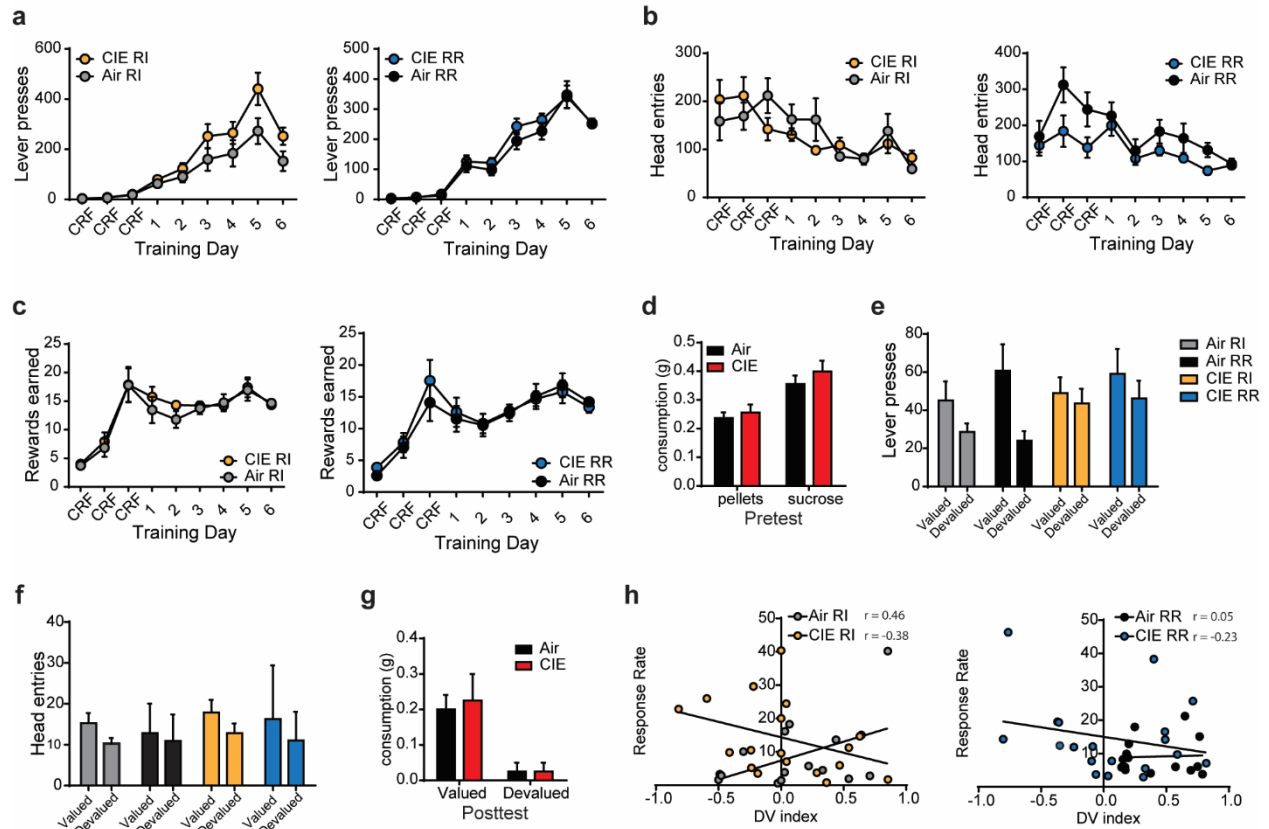 a
Lever presses
600
400
200
0
CIE RI
Air RI
CRF CRF CRF 1 2 3 4 5 6
Training Day
Lever presses
500
400
300
200
100
0
CIE RR
Air RR
CRF CRF CRF 1 2 3 4 5 6
Training Day
b
Head entries
300
200
100
0
CIE RI
Air RI
CRF CRF CRF 1 2 3 4 5 6
Training Day
Head entries
400
300
200
100
0
CIE RR
Air RR
CRF CRF CRF 1 2 3 4 5 6
Training Day
c
Rewards earned
25
20
15
10
5
0
CIE RI
Air RI
CRF CRF CRF 1 2 3 4 5 6
Training Day
Rewards earned
25
20
15
10
5
0
CIE RR
Air RR
CRF CRF CRF 1 2 3 4 5 6
Training Day
d
consumption (g)
0.5
0.4
0.3
0.2
0.1
0.0
Air
CIE
pellets sucrose
Pretest
e
Lever presses
80
60
40
20
0
Air RI
Air RR
CIE RI
CIE RR
Valued Devalued Valued Devalued Valued Devalued Valued Devalued
f
Head entries
40
30
20
10
0
Valued Devalued Valued Devalued Valued Devalued Valued Devalued
g
consumption (g)
0.4
0.2
0.0
Air
CIE
Valued Devalued
Posttest
h
Response Rate
50
40
30
20
10
Air RI r = 0.46
CIE RI r = -0.38
-1.0 -0.5 0.0 0.5 1.0
DV index
Response Rate
50
40
30
20
10
Air RR r = 0.05
CIE RR r = -0.23
-1.0 -0.5 0.0 0.5 1.0
DV index